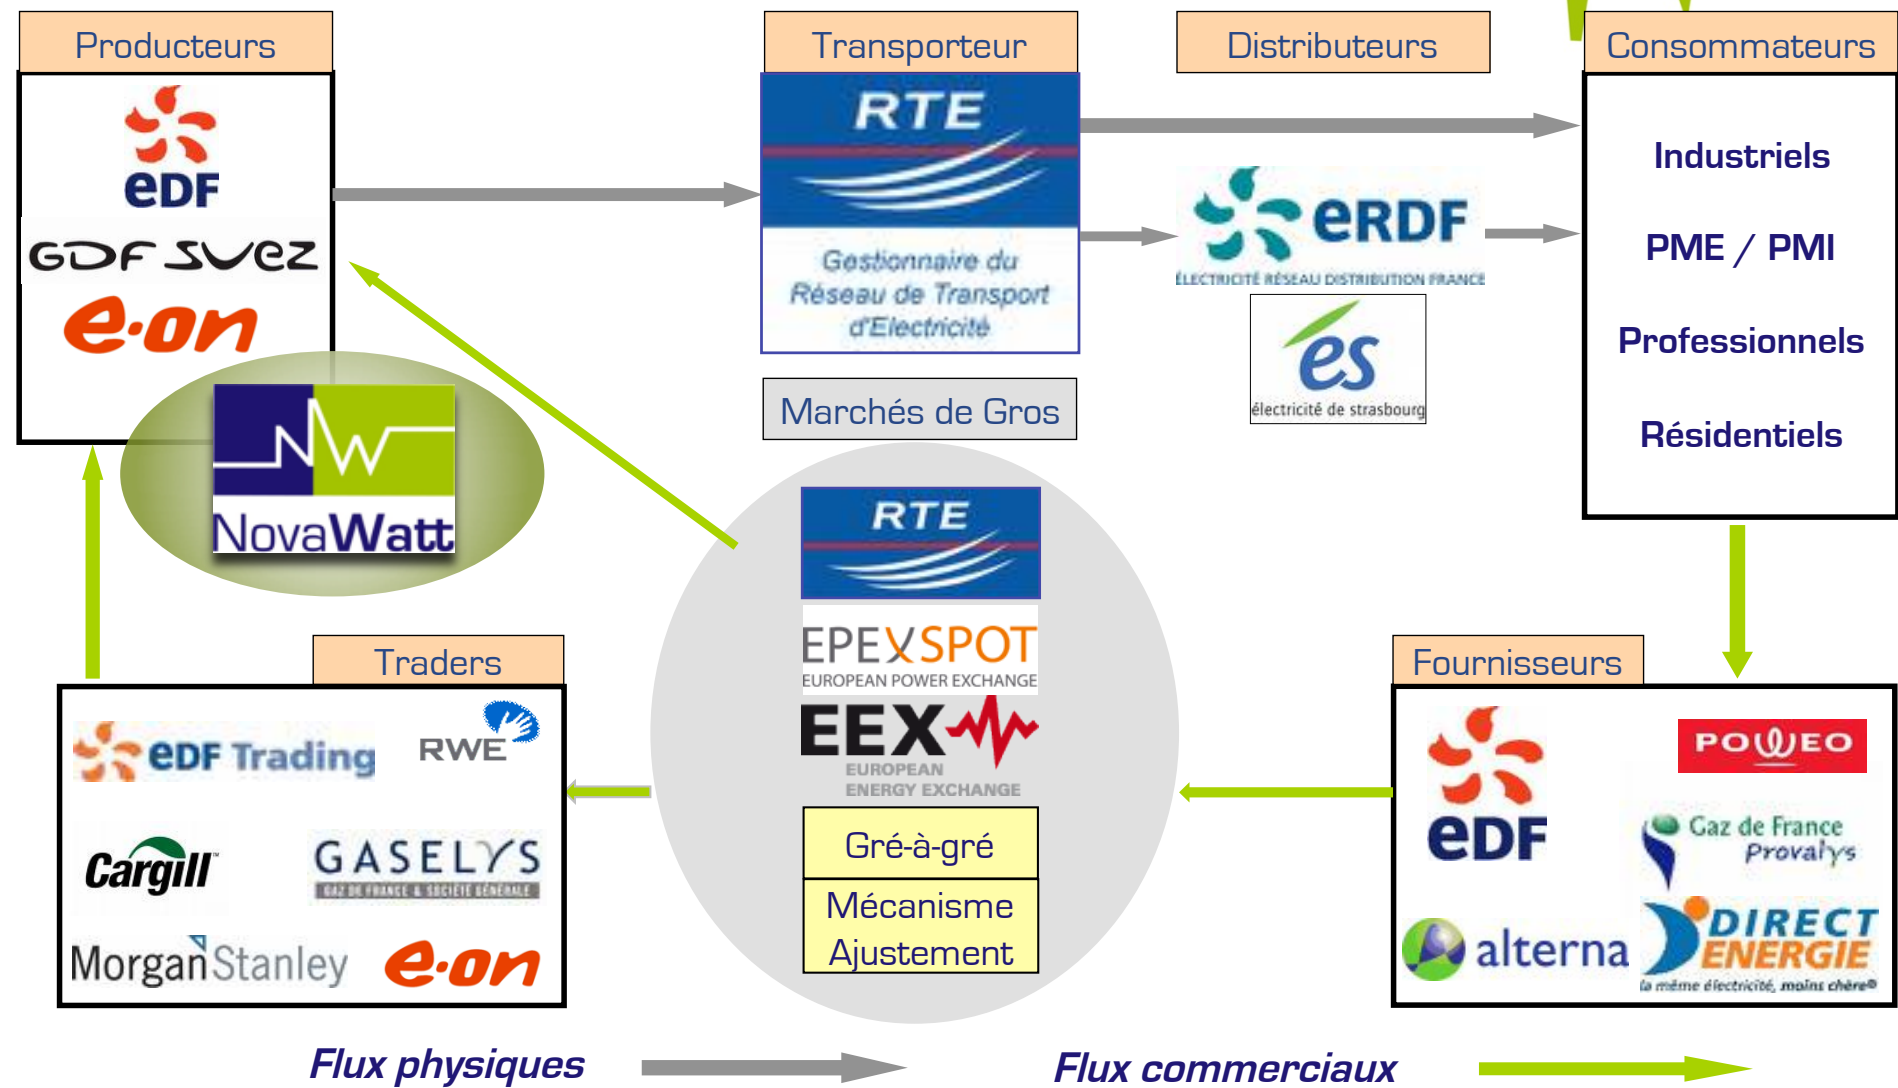 Producteurs
eDF
GDF SUEZ
e·on
NW
NovaWatt
Transporteur
RTE
Gestionnaire du
Réseau de Transport
d'Electricité
Distributeurs
eRDF
ÉLECTRICITÉ RÉSEAU DISTRIBUTION FRANCE
és
électricité de strasbourg
Consommateurs
Industriels
PME / PMI
Professionnels
Résidentiels
Marchés de Gros
RTE
EPEXSPOT
EUROPEAN POWER EXCHANGE
EEX
EUROPEAN
ENERGY EXCHANGE
Gré-à-gré
Mécanisme
Ajustement
Traders
eDF Trading
RWE
Cargill™
GASELYS
GAZ DE FRANCE & SOCIÉTÉ GÉNÉRALE
MorganStanley
e·on
Fournisseurs
eDF
POWEO
Gaz de France
Provalys
alterna
DIRECT
ENERGIE
la même électricité, moins chère®
Flux physiques
Flux commerciaux